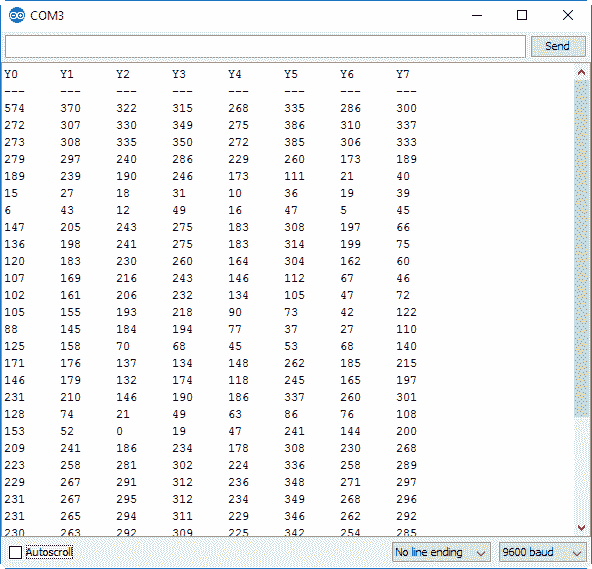 COM3
Send
Y0 Y1 Y2 Y3 Y4 Y5 Y6 Y7
--- --- --- --- --- --- --- ---
574 370 322 315 268 335 286 300
272 307 330 349 275 386 310 337
273 308 335 350 272 385 306 333
279 297 240 286 229 260 173 189
189 239 190 246 173 111 21 40
15 27 18 31 10 36 19 39
6 43 12 49 16 47 5 45
147 205 243 275 183 308 197 66
136 198 241 275 183 314 199 75
120 183 230 260 164 304 162 60
107 169 216 243 146 112 67 46
102 161 206 232 134 105 47 72
105 155 193 218 90 73 42 122
88 145 184 194 77 37 27 110
125 158 70 68 45 53 68 140
171 176 137 134 148 262 185 215
146 179 132 174 118 245 165 197
231 210 146 190 186 337 260 301
128 74 21 49 63 86 76 108
153 52 0 19 47 241 144 200
209 241 186 234 178 308 230 268
223 258 281 302 224 336 258 289
229 267 291 312 236 348 271 297
231 267 295 312 234 349 268 296
231 265 294 311 229 346 262 292
230 263 292 309 225 342 254 285
Autoscroll
No line ending
9600 baud